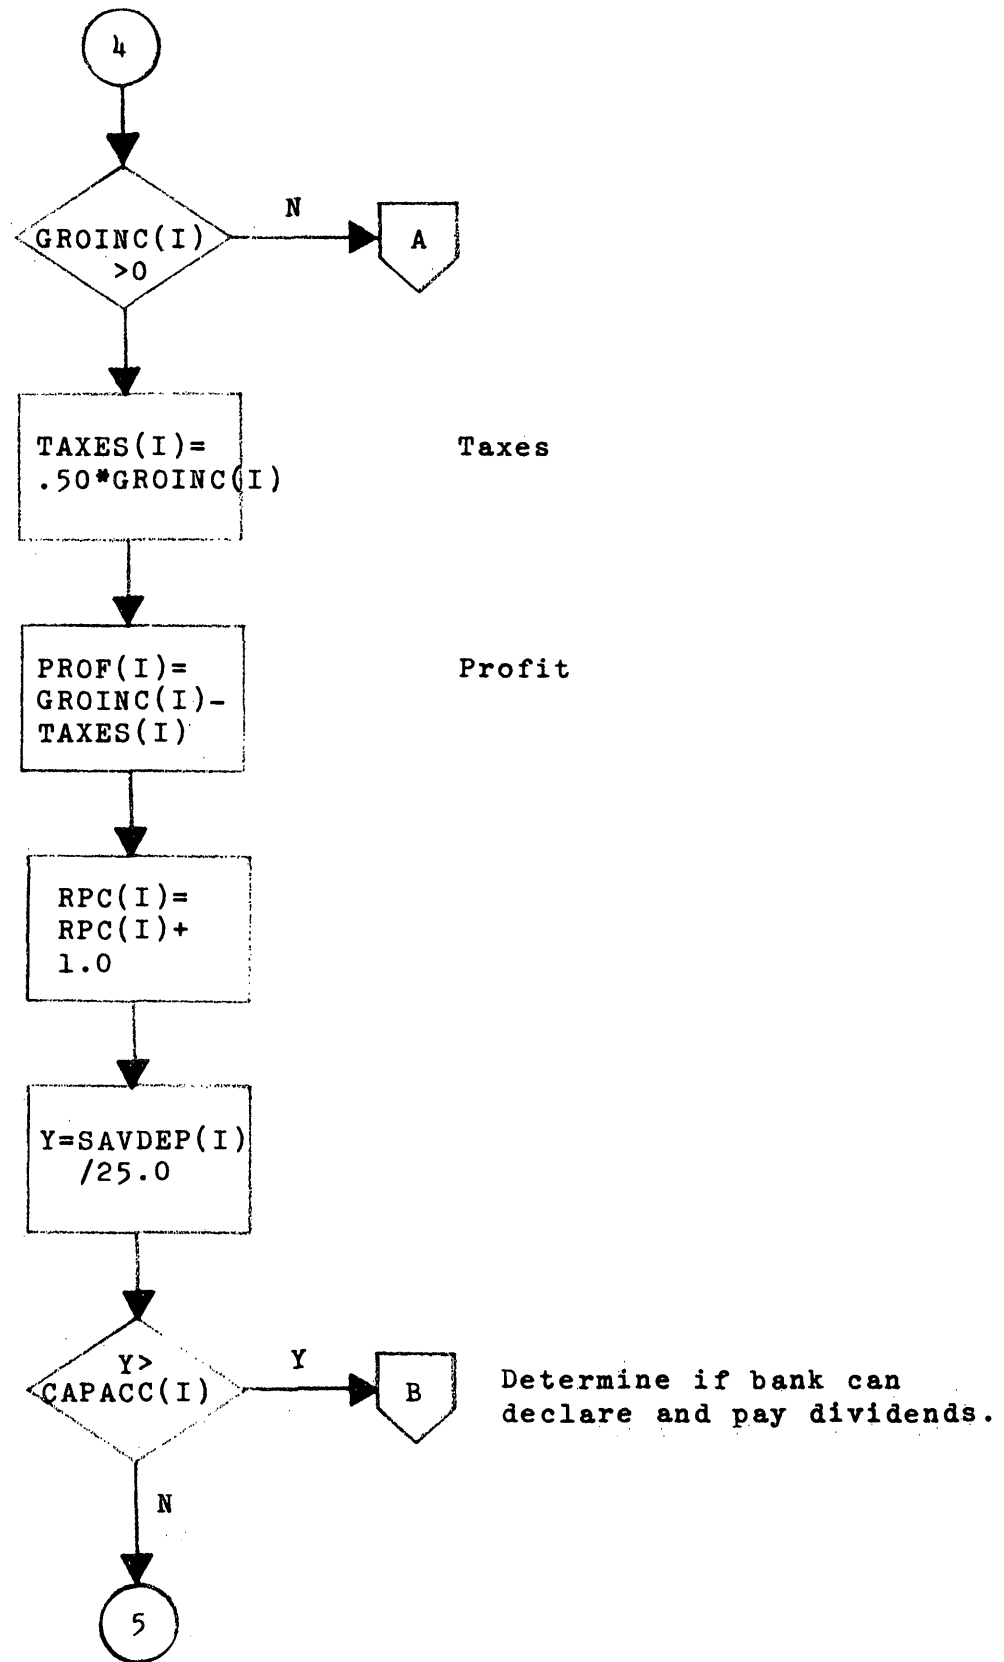 4
N
GROINC(I)
>0
A
TAXES(I)=
.50*GROINC(I)
Taxes
PROF(I)=
GROINC(I)-
TAXES(I)
Profit
RPC(I)=
RPC(I)+
1.0
Y=SAVDEP(I)
/25.0
Y>
CAPACC(I)
Y
B
Determine if bank can
declare and pay dividends.
N
5